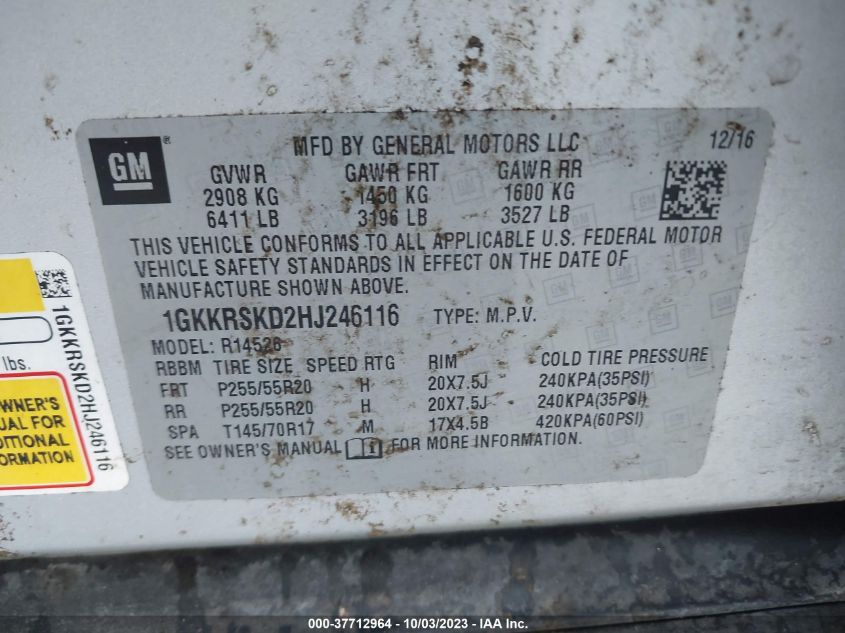 GM ®
MFD BY GENERAL MOTORS LLC 12/16
GVWR GAWR FRT GAWR RR
2908 KG 1450 KG 1600 KG
6411 LB 3196 LB 3527 LB
THIS VEHICLE CONFORMS TO ALL APPLICABLE U.S. FEDERAL MOTOR
VEHICLE SAFETY STANDARDS IN EFFECT ON THE DATE OF
MANUFACTURE SHOWN ABOVE.
1GKKRSKD2HJ246116 TYPE: M.P.V.
MODEL: R14526
RBBM TIRE SIZE SPEED RTG RIM COLD TIRE PRESSURE
FRT P255/55R20 H 20X7.5J 240KPA(35PSI)
RR P255/55R20 H 20X7.5J 240KPA(35PSI)
SPA T145/70R17 M 17X4.5B 420KPA(60PSI)
SEE OWNER'S MANUAL FOR MORE INFORMATION.
1GKKRSKD2HJ246116
lbs.
WNER'S
UAL FOR
DITIONAL
ORMATION
000-37712964 - 10/03/2023 - IAA Inc.